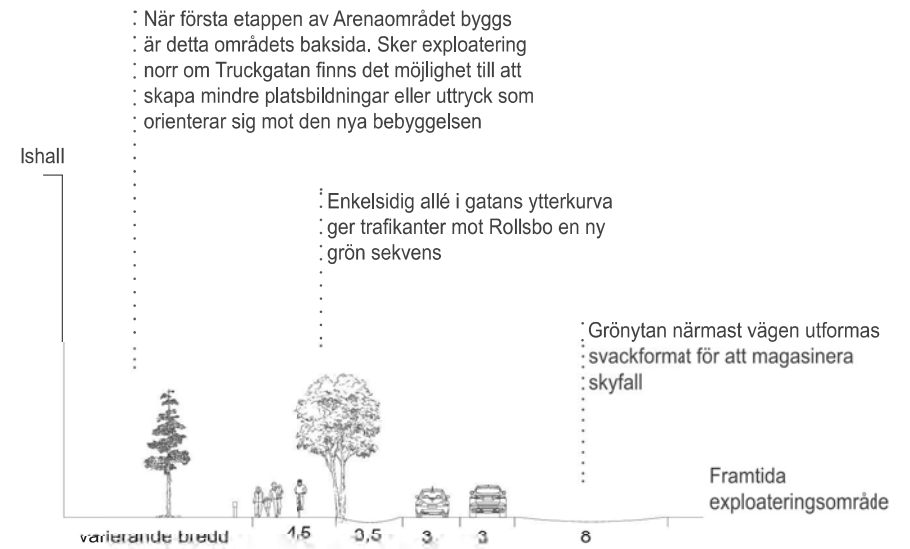 När första etappen av Arenaområdet byggs
är detta områdets baksida. Sker exploatering
norr om Truckgatan finns det möjlighet till att
skapa mindre platsbildningar eller uttryck som
orienterar sig mot den nya bebyggelsen
Ishall
Enkelsidig allé i gatans ytterkurva
ger trafikanter mot Rollsbo en ny
grön sekvens
Grönytan närmast vägen utformas
svackformat för att magasinera
skyfall
Framtida
exploateringsområde
varierande bredd 4,5 3,5 3 3 8